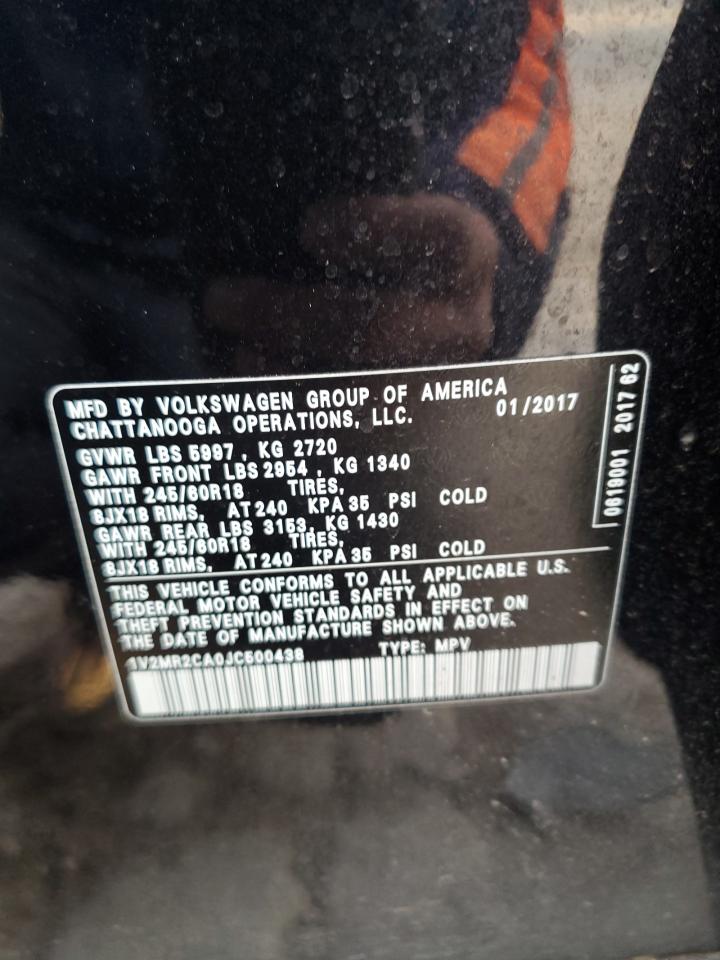 MFD BY VOLKSWAGEN GROUP OF AMERICA
CHATTANOOGA OPERATIONS, LLC. 01/2017
GVWR LBS 5997 , KG 2720
GAWR FRONT LBS 2954 , KG 1340
WITH 245/60R18 TIRES,
8JX18 RIMS, AT 240 KPA 35 PSI COLD
GAWR REAR LBS 3153, KG 1430
WITH 245/60R18 TIRES,
8JX18 RIMS, AT 240 KPA 35 PSI COLD
THIS VEHICLE CONFORMS TO ALL APPLICABLE U.S.
FEDERAL MOTOR VEHICLE SAFETY AND
THEFT PREVENTION STANDARDS IN EFFECT ON
THE DATE OF MANUFACTURE SHOWN ABOVE.
1V2MR2CA0JC500438 TYPE: MPV
0619001 2017 62